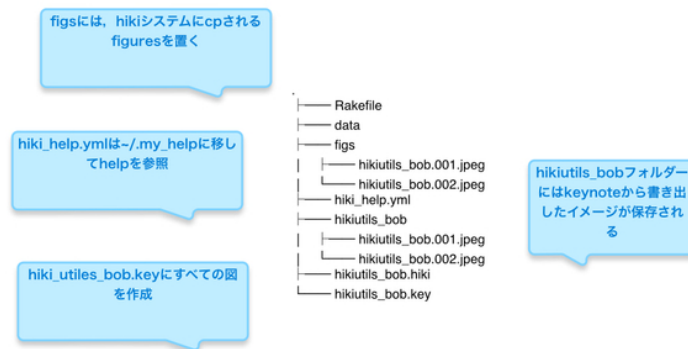 figsには，hikiシステムにcpされる
figuresを置く
hiki_help.ymlは~/.my_helpに移し
てhelpを参照
hiki_utiles_bob.keyにすべての図
を作成
.
├── Rakefile
├── data
├── figs
│   ├── hikiutils_bob.001.jpeg
│   └── hikiutils_bob.002.jpeg
├── hiki_help.yml
├── hikiutils_bob
│   ├── hikiutils_bob.001.jpeg
│   └── hikiutils_bob.002.jpeg
├── hikiutils_bob.hiki
└── hikiutils_bob.key
hikiutils_bobフォルダー
にはkeynoteから書き出
したイメージが保存され
る